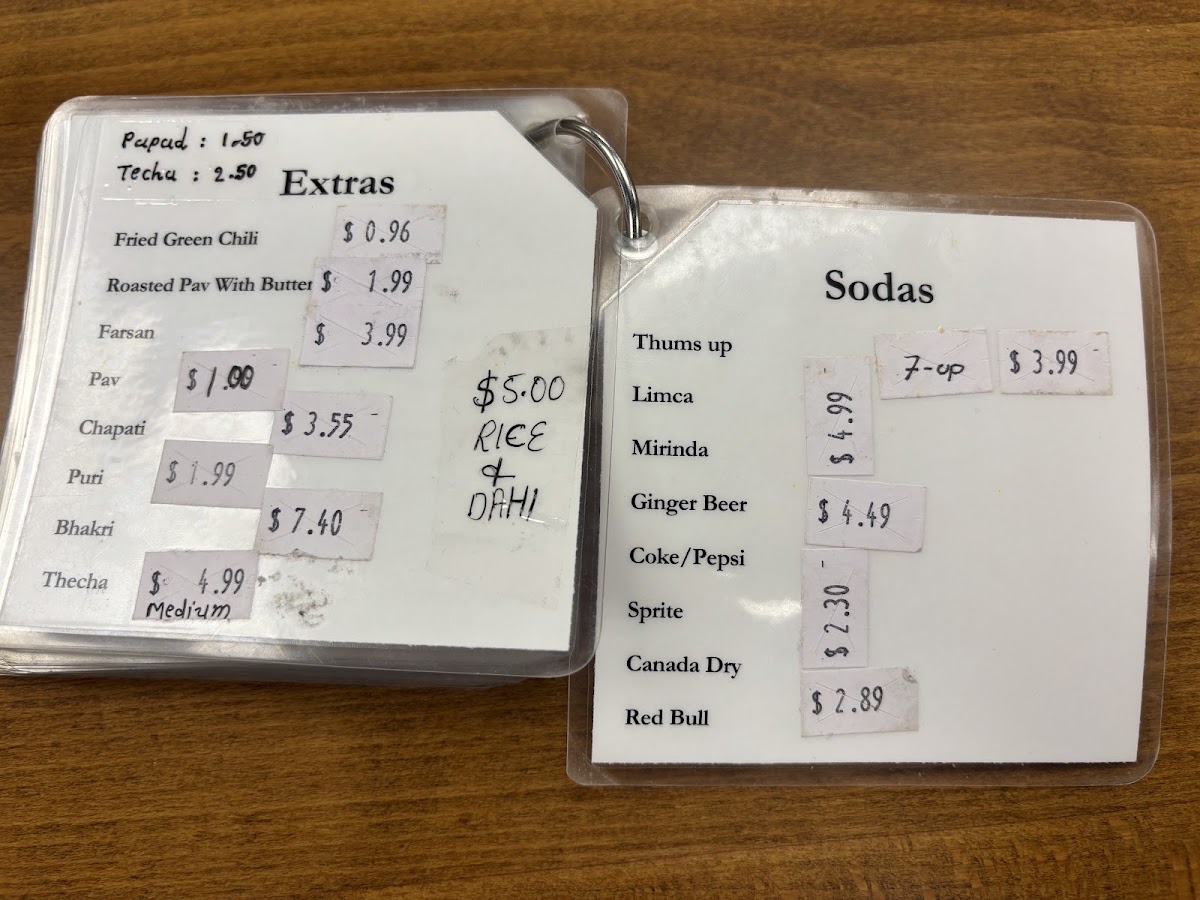 Papad : 1.50
Techa : 2.50
Extras
Fried Green Chili $ 0.96
Roasted Pav With Butter $ 1.99
Farsan $ 3.99
Pav $1.00
Chapati $ 3.55
Puri $ 1.99
Bhakri $ 7.40
Thecha $ 4.99
Medium
$5.00
RICE
&
DAHI
Sodas
Thums up
7-up $ 3.99
Limca
Mirinda
$ 4.99
Ginger Beer $ 4.49
Coke/Pepsi
Sprite
Canada Dry
$ 2.30
Red Bull $ 2.89